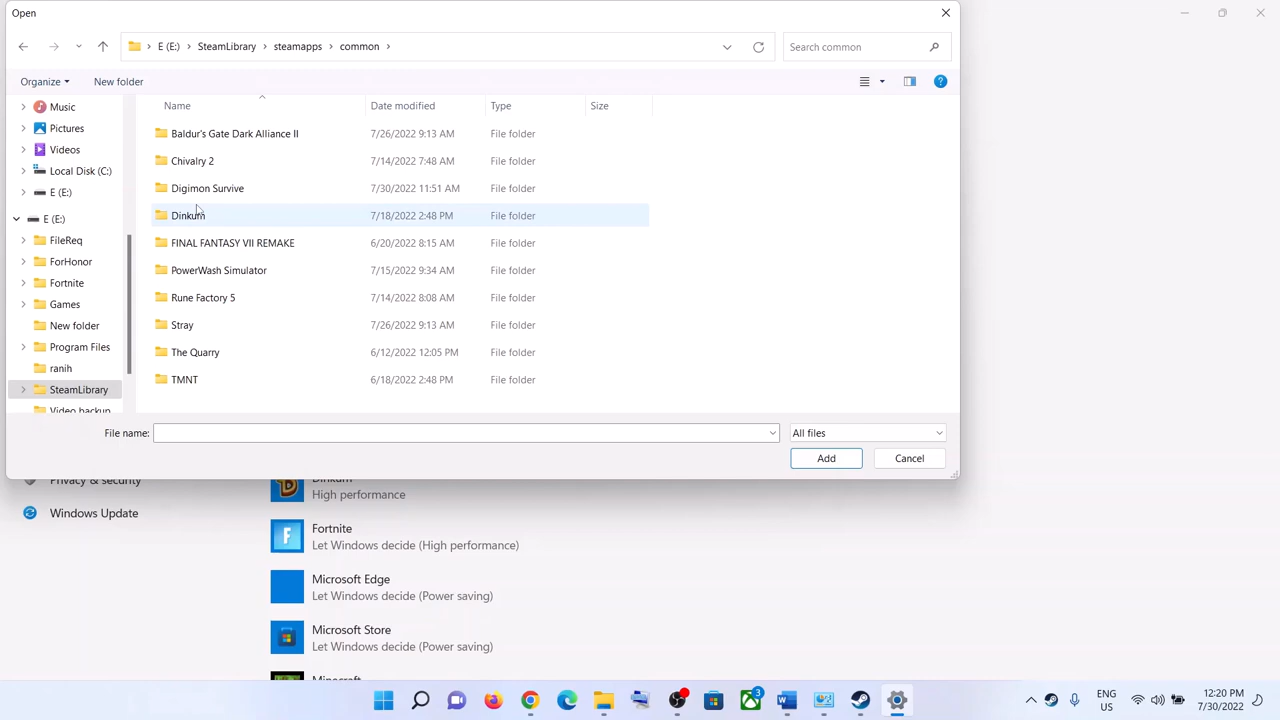 Open
E (E:) > SteamLibrary > steamapps > common >
Search common
Organize
New folder
Name
Date modified
Type
Size
Music
Pictures
Videos
Local Disk (C:)
E (E:)
E (E:)
FileReq
ForHonor
Fortnite
Games
New folder
Program Files
ranih
SteamLibrary
Video backup
Baldur's Gate Dark Alliance II 7/26/2022 9:13 AM File folder
Chivalry 2 7/14/2022 7:48 AM File folder
Digimon Survive 7/30/2022 11:51 AM File folder
Dinkum 7/18/2022 2:48 PM File folder
FINAL FANTASY VII REMAKE 6/20/2022 8:15 AM File folder
PowerWash Simulator 7/15/2022 9:34 AM File folder
Rune Factory 5 7/14/2022 8:08 AM File folder
Stray 7/26/2022 9:13 AM File folder
The Quarry 6/12/2022 12:05 PM File folder
TMNT 6/18/2022 2:48 PM File folder
File name:
All files
Add
Cancel
Privacy & security
Windows Update
Dinkum
High performance
Fortnite
Let Windows decide (High performance)
Microsoft Edge
Let Windows decide (Power saving)
Microsoft Store
Let Windows decide (Power saving)
Minecraft
3
ENG
US
12:20 PM
7/30/2022